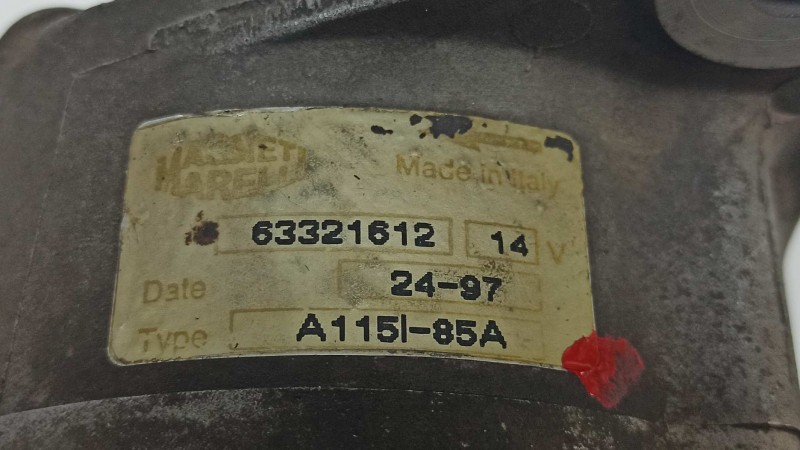 MAGNETI
MARELLI
Made in Italy
63321612 14 V
Date 24-97
Type A115I-85A